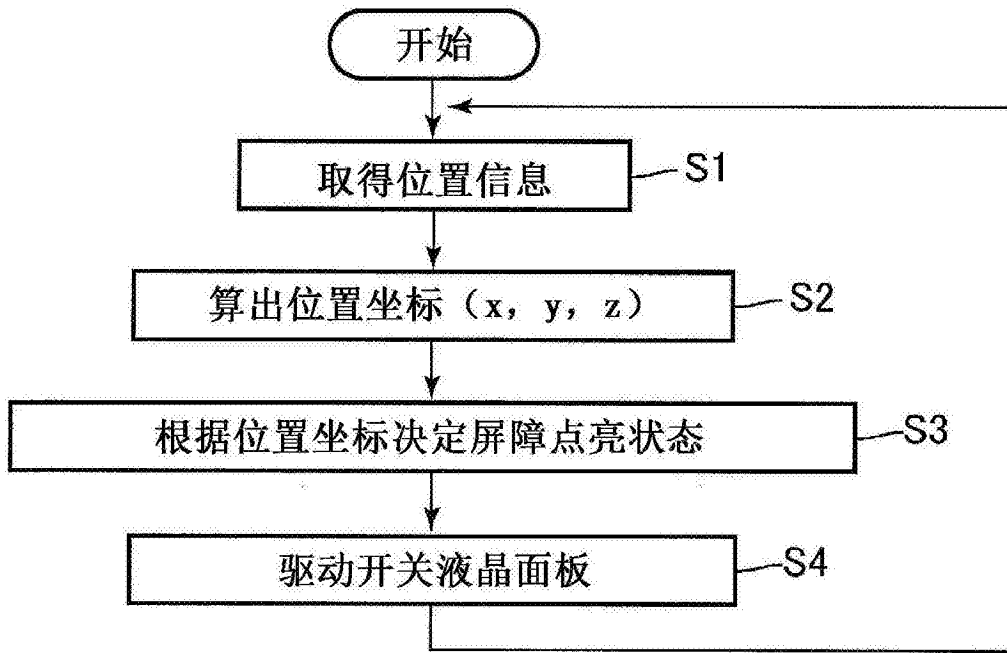 开始
取得位置信息
S1
算出位置坐标（x，y，z）
S2
根据位置坐标决定屏障点亮状态
S3
驱动开关液晶面板
S4